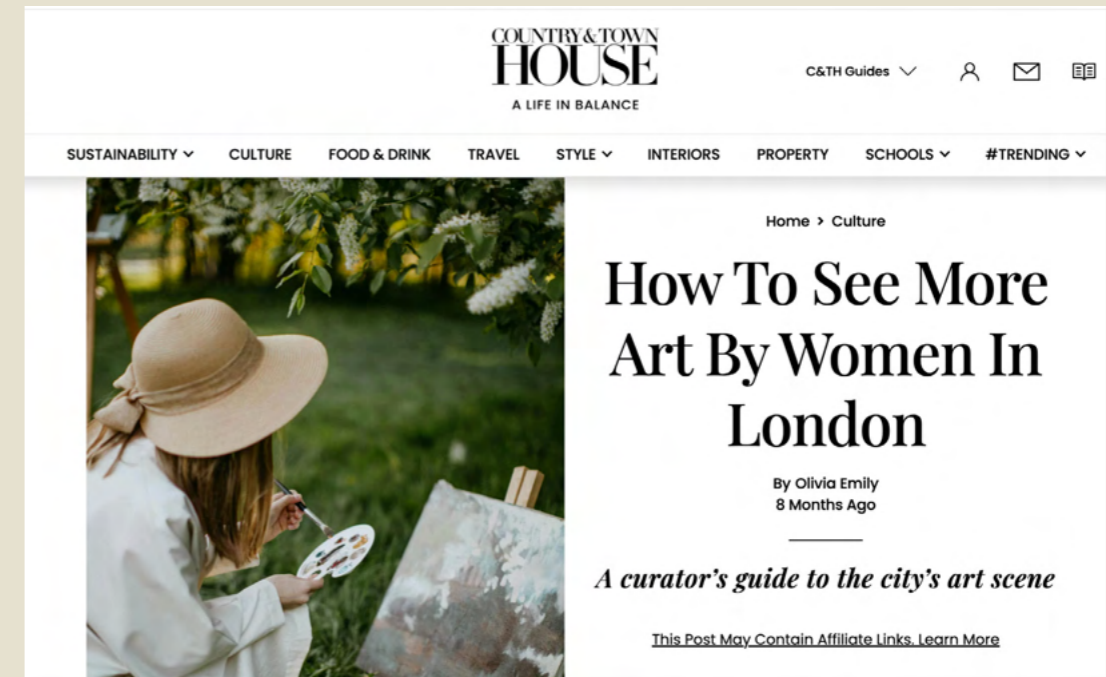 COUNTRY & TOWN
HOUSE
A LIFE IN BALANCE
C&TH Guides
SUSTAINABILITY CULTURE FOOD & DRINK TRAVEL STYLE INTERIORS PROPERTY SCHOOLS #TRENDING
Home > Culture
How To See More
Art By Women In
London
By Olivia Emily
8 Months Ago
A curator's guide to the city's art scene
This Post May Contain Affiliate Links. Learn More